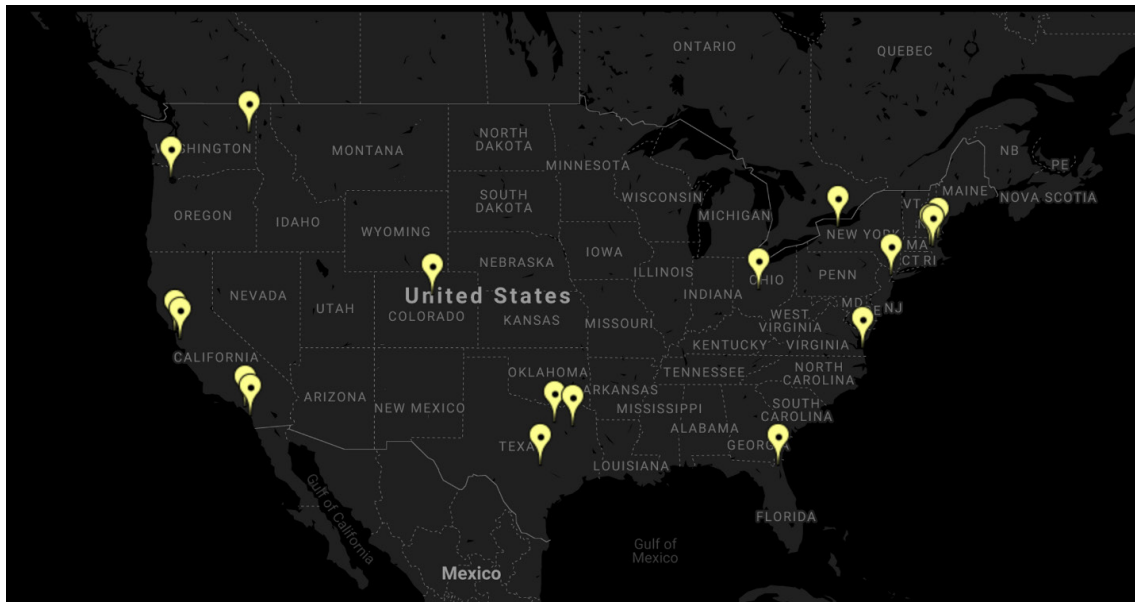 ONTARIO
QUEBEC
NB
PE
NOVA SCOTIA
MAINE
VT
WASHINGTON
MONTANA
NORTH
DAKOTA
MINNESOTA
SOUTH
DAKOTA
WISCONSIN
MICHIGAN
OREGON
IDAHO
WYOMING
NEW YORK
MA
CT RI
IOWA
NEBRASKA
ILLINOIS
INDIANA
OHIO
PENN
NEVADA
UTAH
United States
COLORADO
KANSAS
MISSOURI
WEST
VIRGINIA
MD
NJ
KENTUCKY
VIRGINIA
CALIFORNIA
ARIZONA
NEW MEXICO
OKLAHOMA
ARKANSAS
TENNESSEE
NORTH
CAROLINA
MISSISSIPPI
SOUTH
CAROLINA
ALABAMA
GEORGIA
TEXAS
LOUISIANA
FLORIDA
Gulf of California
Gulf of
Mexico
Mexico